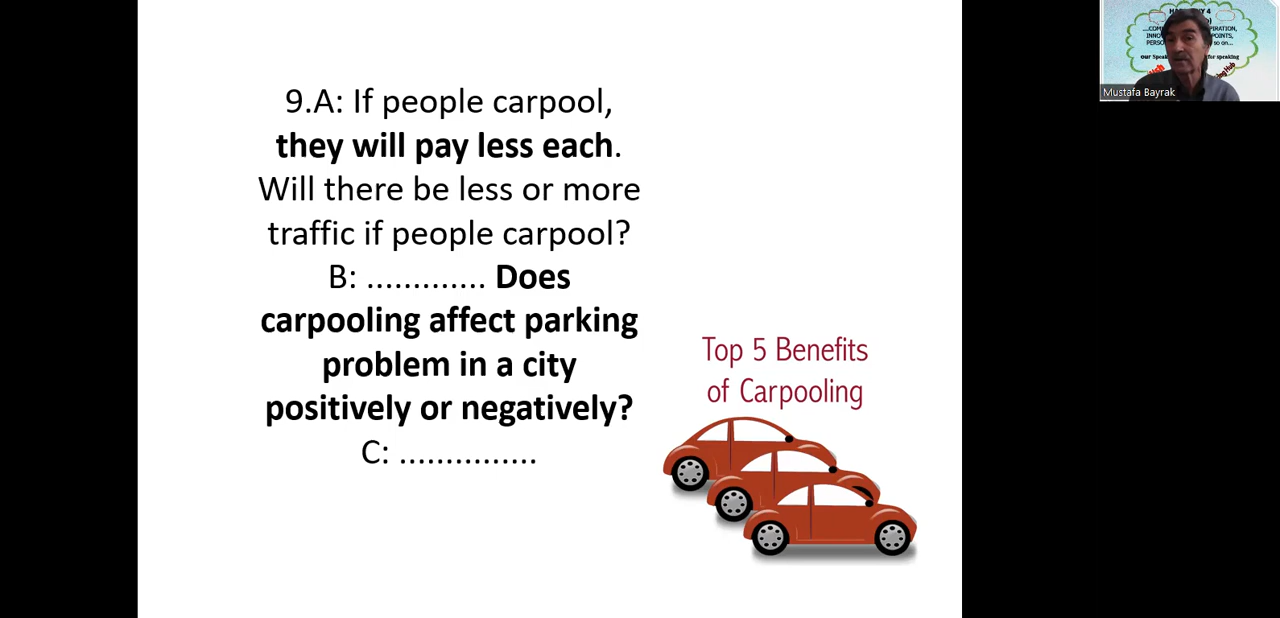 9.A: If people carpool,
they will pay less each.
Will there be less or more
traffic if people carpool?
B: ............. Does
carpooling affect parking
problem in a city
positively or negatively?
C: ...............
Top 5 Benefits
of Carpooling
Mustafa Bayrak